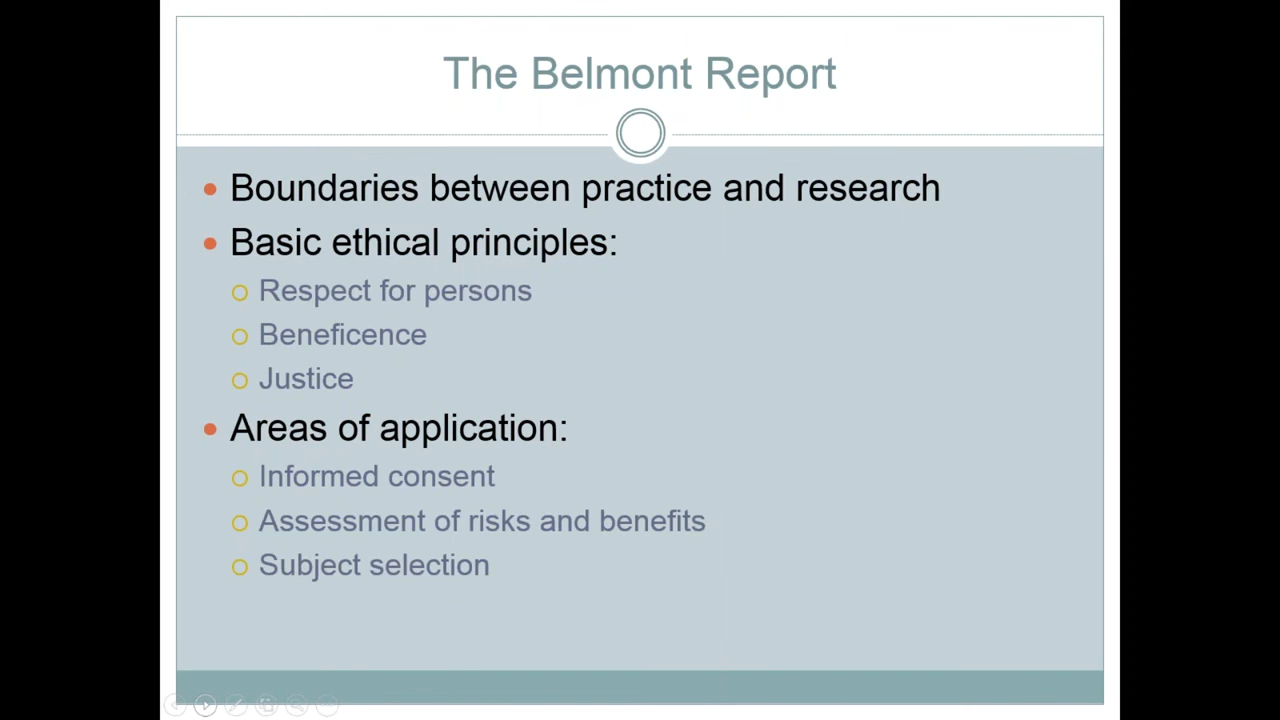 The Belmont Report
Boundaries between practice and research
Basic ethical principles:
Respect for persons
Beneficence
Justice
Areas of application:
Informed consent
Assessment of risks and benefits
Subject selection